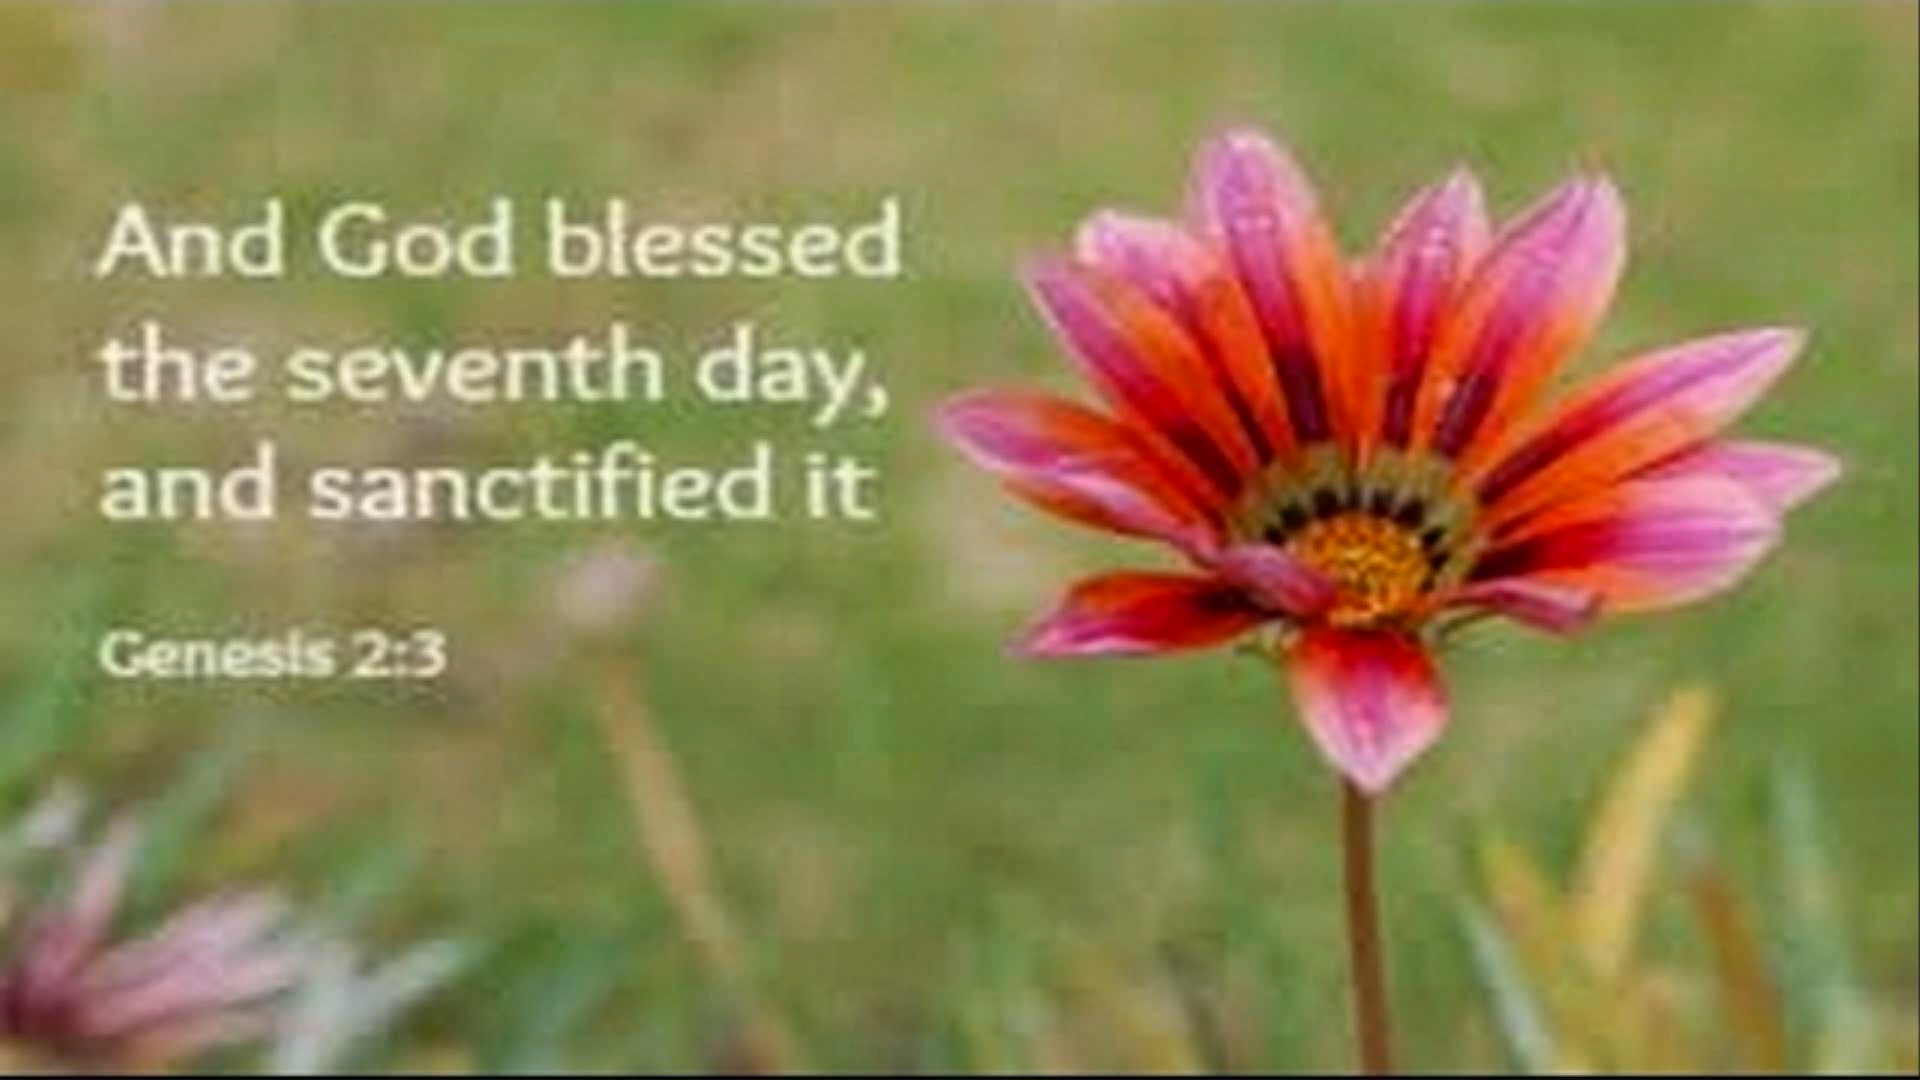 And God blessed
the seventh day,
and sanctified it
Genesis 2:3